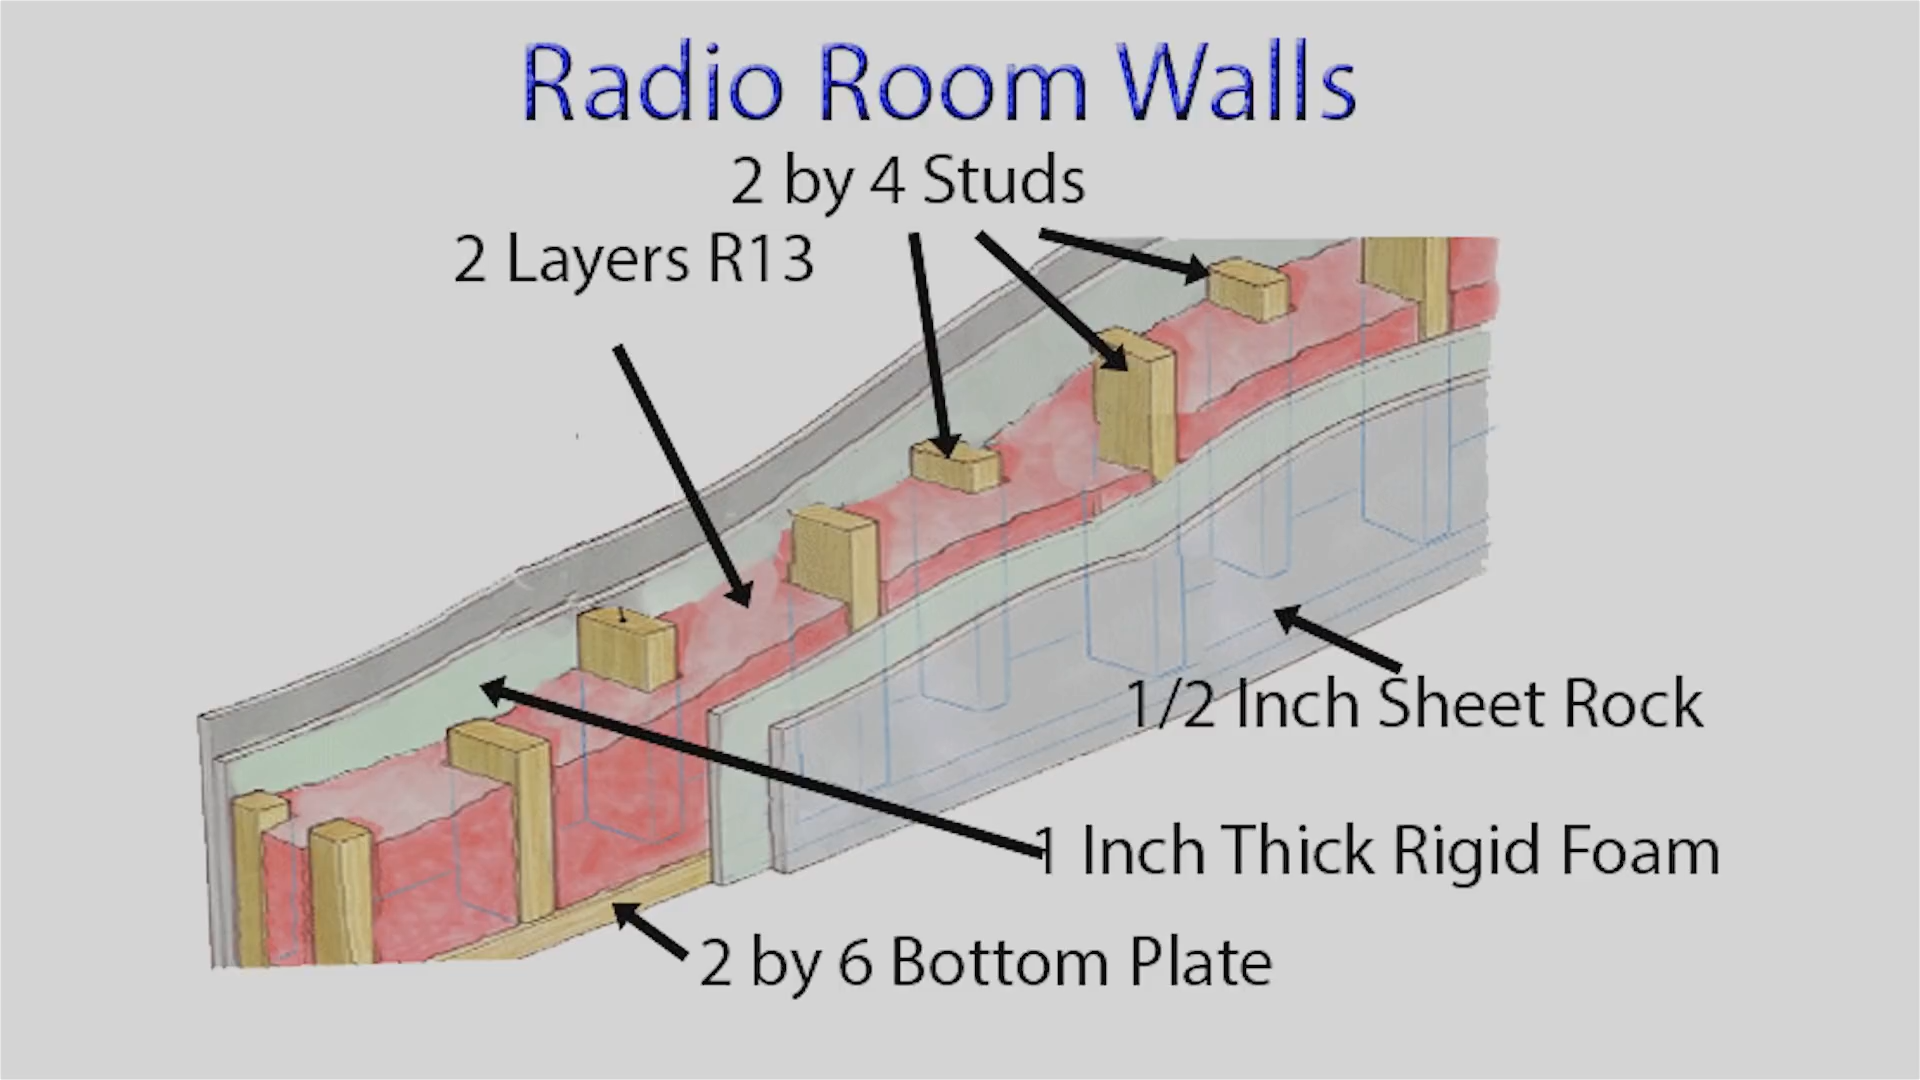 Radio Room Walls
2 by 4 Studs
2 Layers R13
1/2 Inch Sheet Rock
1 Inch Thick Rigid Foam
2 by 6 Bottom Plate